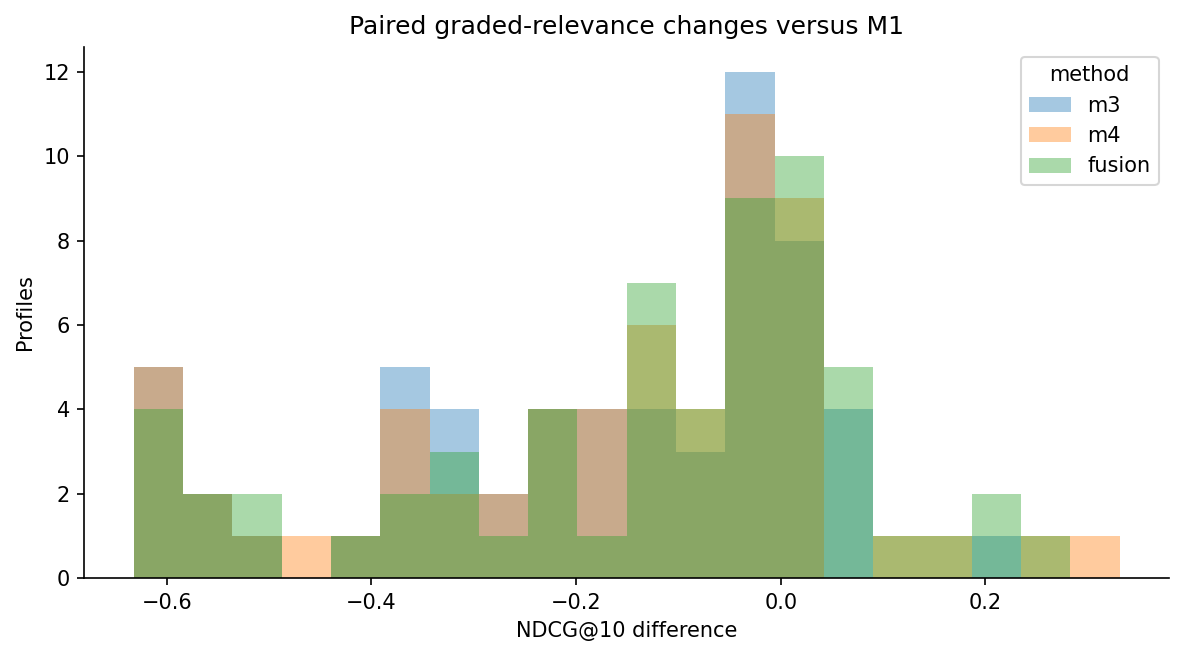 Paired graded-relevance changes versus M1
method
m3
m4
fusion
Profiles
12
10
8
6
4
2
0
−0.6
−0.4
−0.2
0.0
0.2
NDCG@10 difference